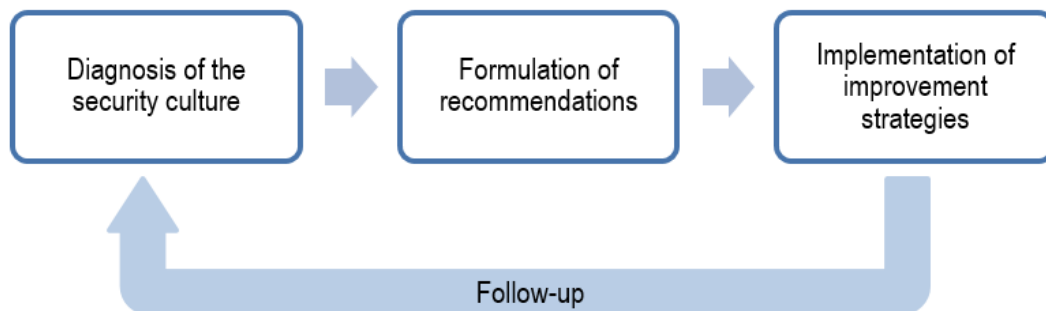 Diagnosis of the
security culture
Formulation of
recommendations
Implementation of
improvement
strategies
Follow-up